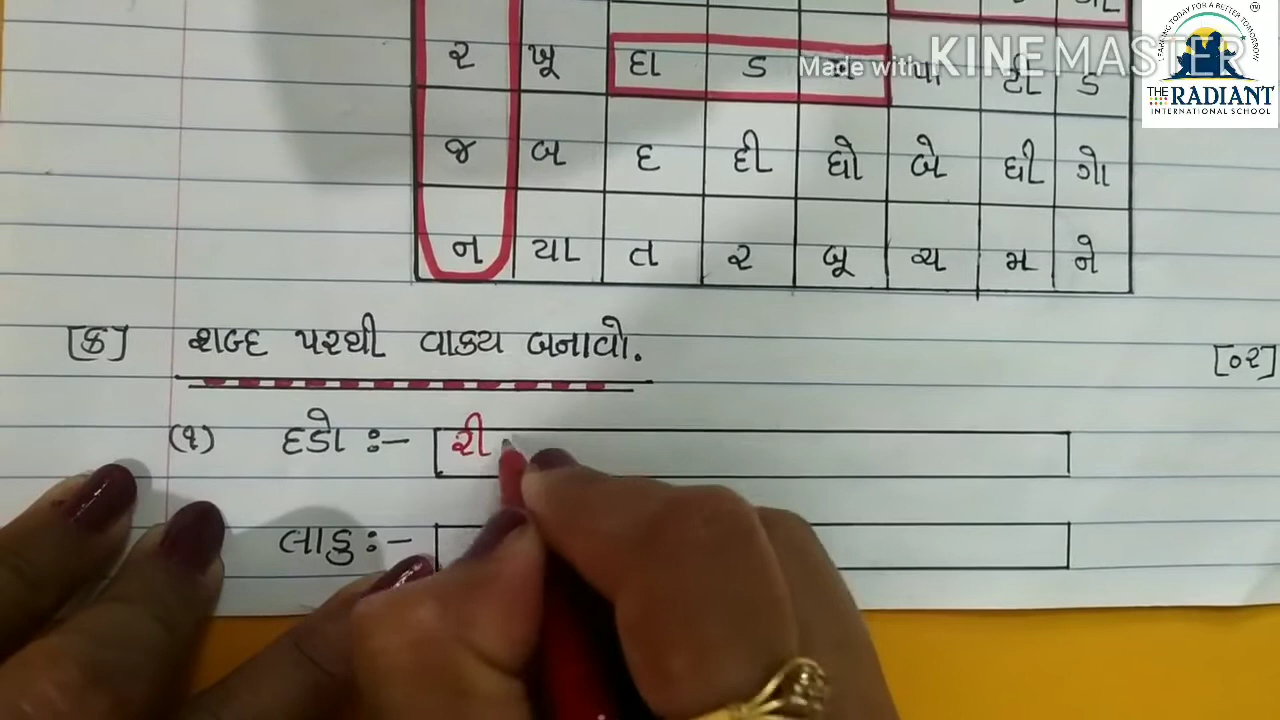 ર ખૂ દા ડ મ પા ટી ડ
જ બ દ દી ઘો બે ઘી ગો
ન યા ત ર બૂ ચ મ ને
[ક] શબ્દ પરથી વાક્ય બનાવો. [૦૨]
(૧) દડો :- રી
લાડુ :-
Made with KINEMASTER
THE RADIANT
INTERNATIONAL SCHOOL